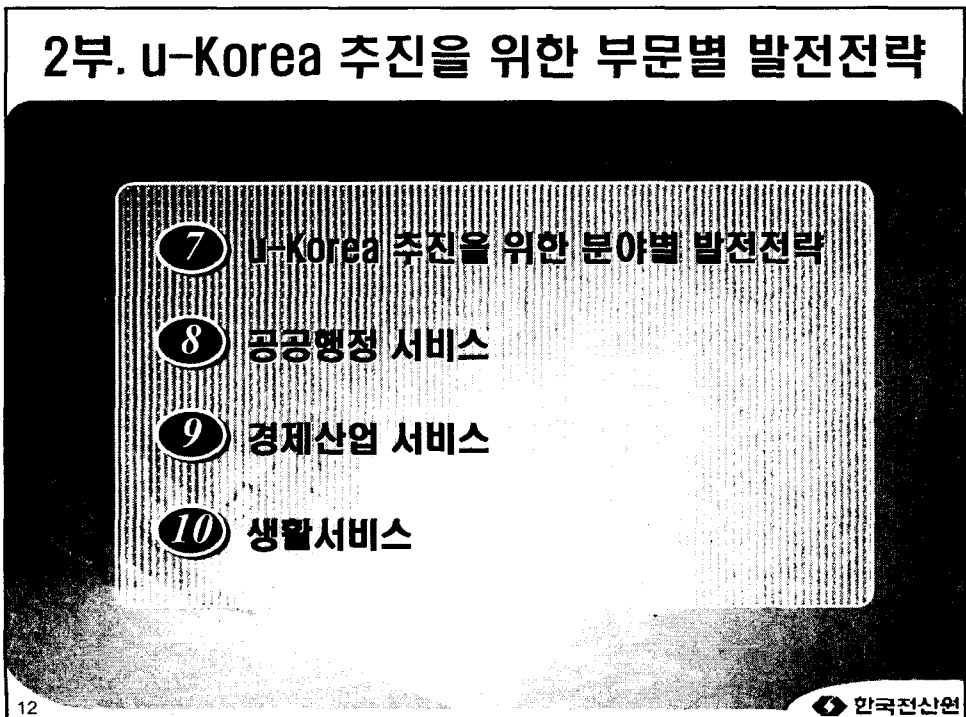 2부. u-Korea 추진을 위한 부문별 발전전략
7 u-Korea 추진을 위한 분야별 발전전략
8 공공행정 서비스
9 경제산업 서비스
10 생활서비스
12
한국전산원